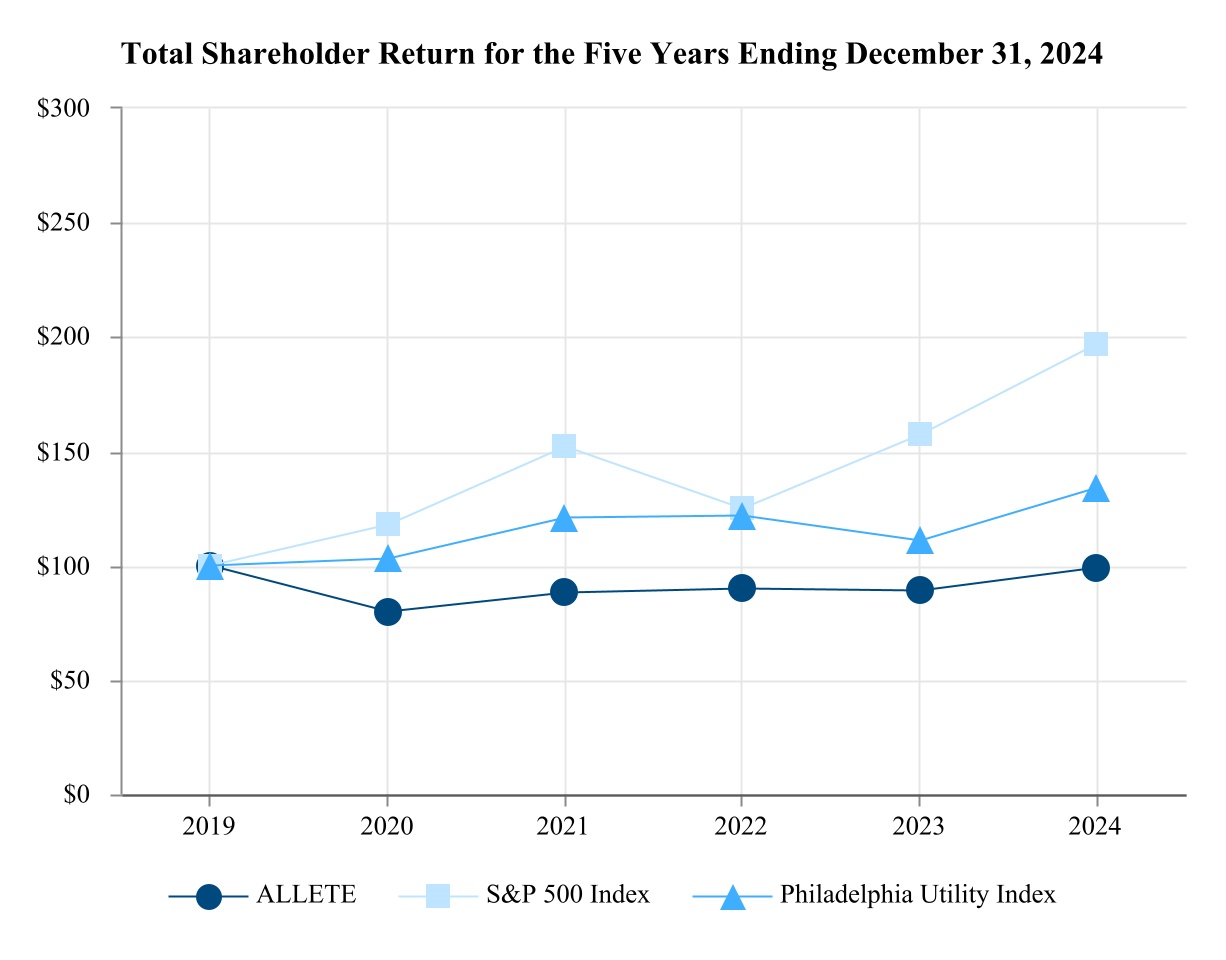 Total Shareholder Return for the Five Years Ending December 31, 2024
$300
$250
$200
$150
$100
$50
$0
2019 2020 2021 2022 2023 2024
ALLETE S&P 500 Index Philadelphia Utility Index